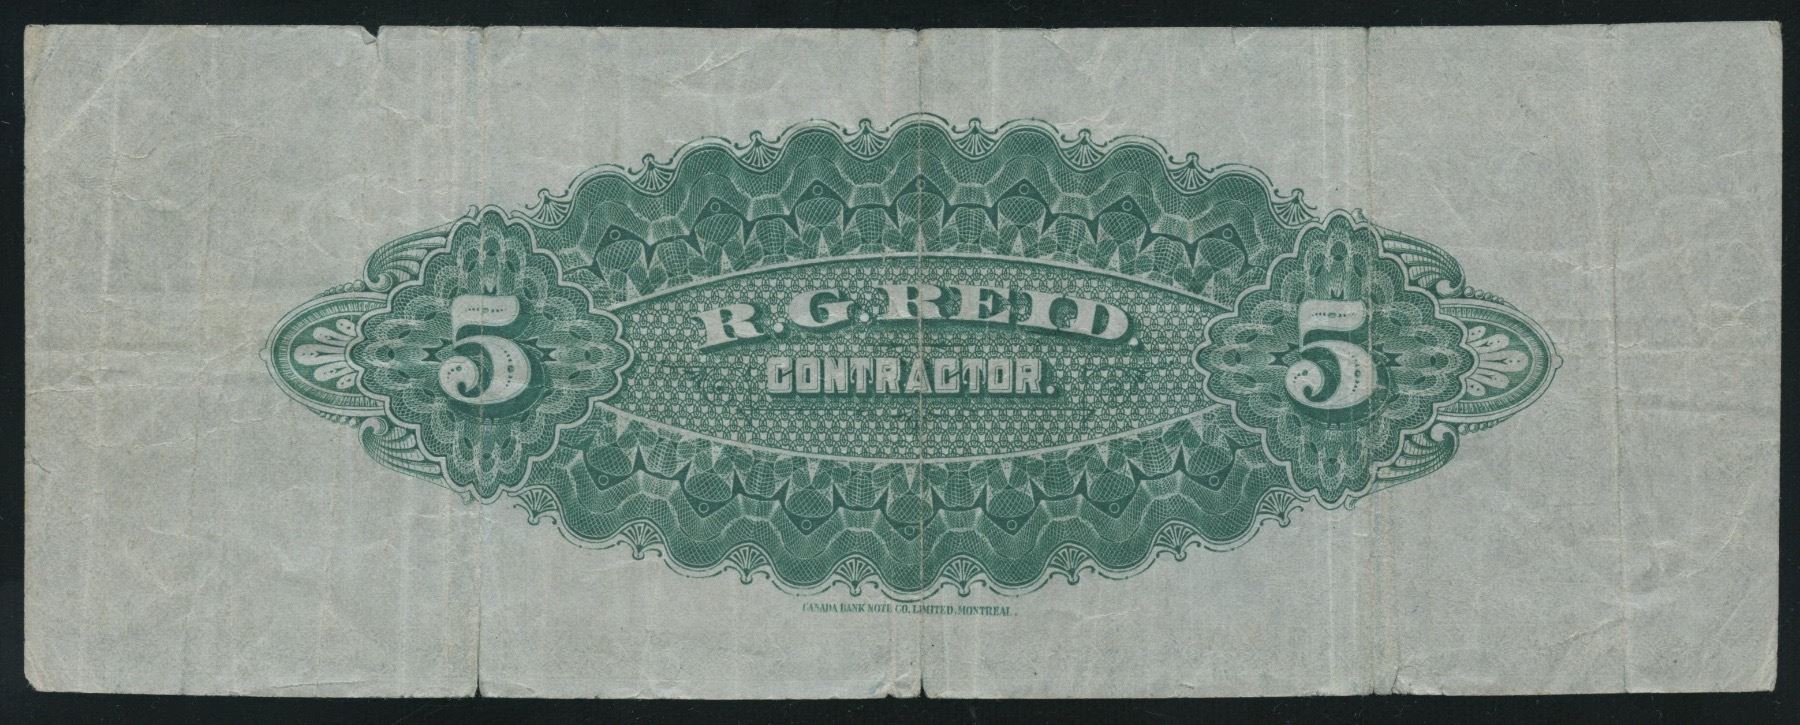 R. G. REID.
CONTRACTOR.
5
5
CANADA BANK NOTE CO. LIMITED, MONTREAL.